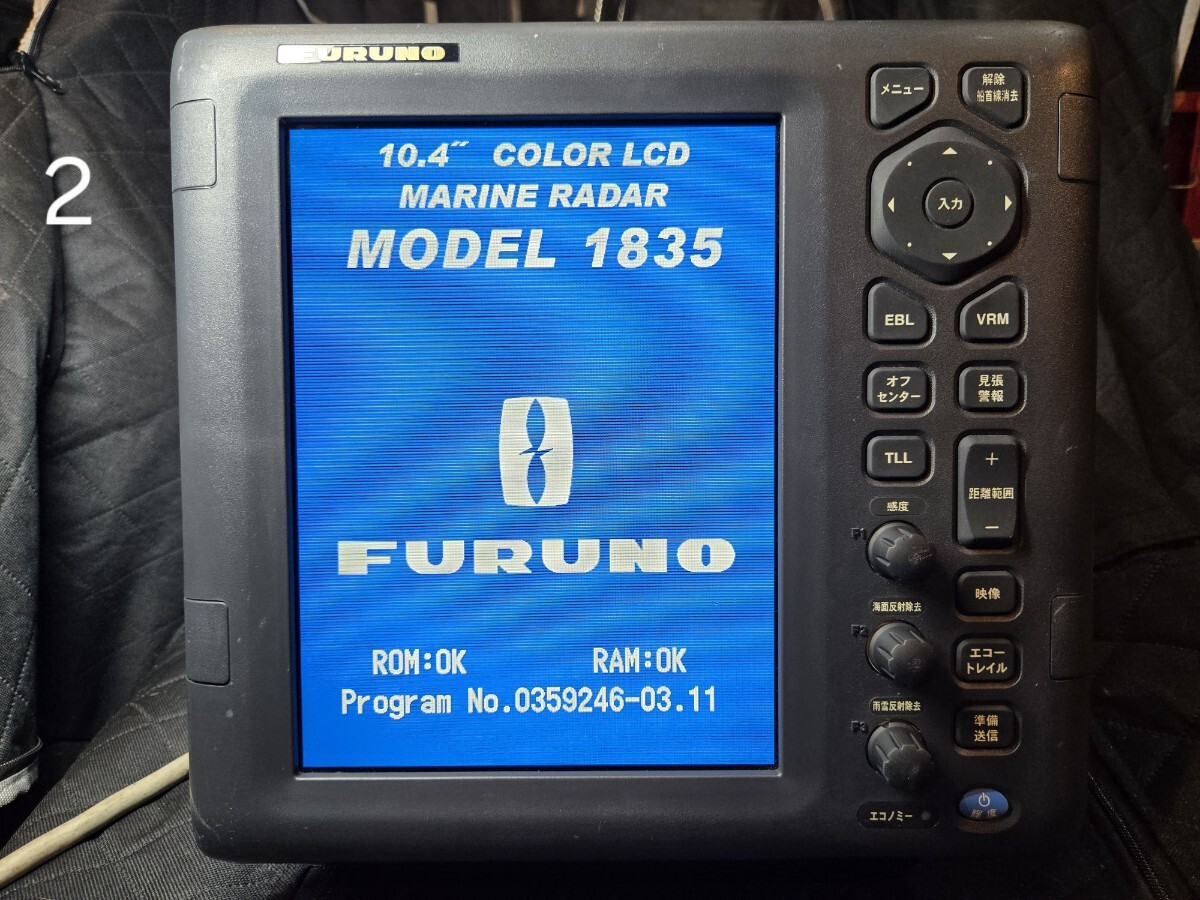 FURUNO
2
10.4″ COLOR LCD
MARINE RADAR
MODEL 1835
FURUNO
ROM:OK RAM:OK
Program No.0359246-03.11
メニュー
解除
船首線消去
入力
EBL
VRM
オフ
センター
見張
警報
TLL
+
距離範囲
−
感度
F1
映像
海面反射除去
F2
エコー
トレイル
雨雪反射除去
F3
準備
送信
エコノミー
輝度